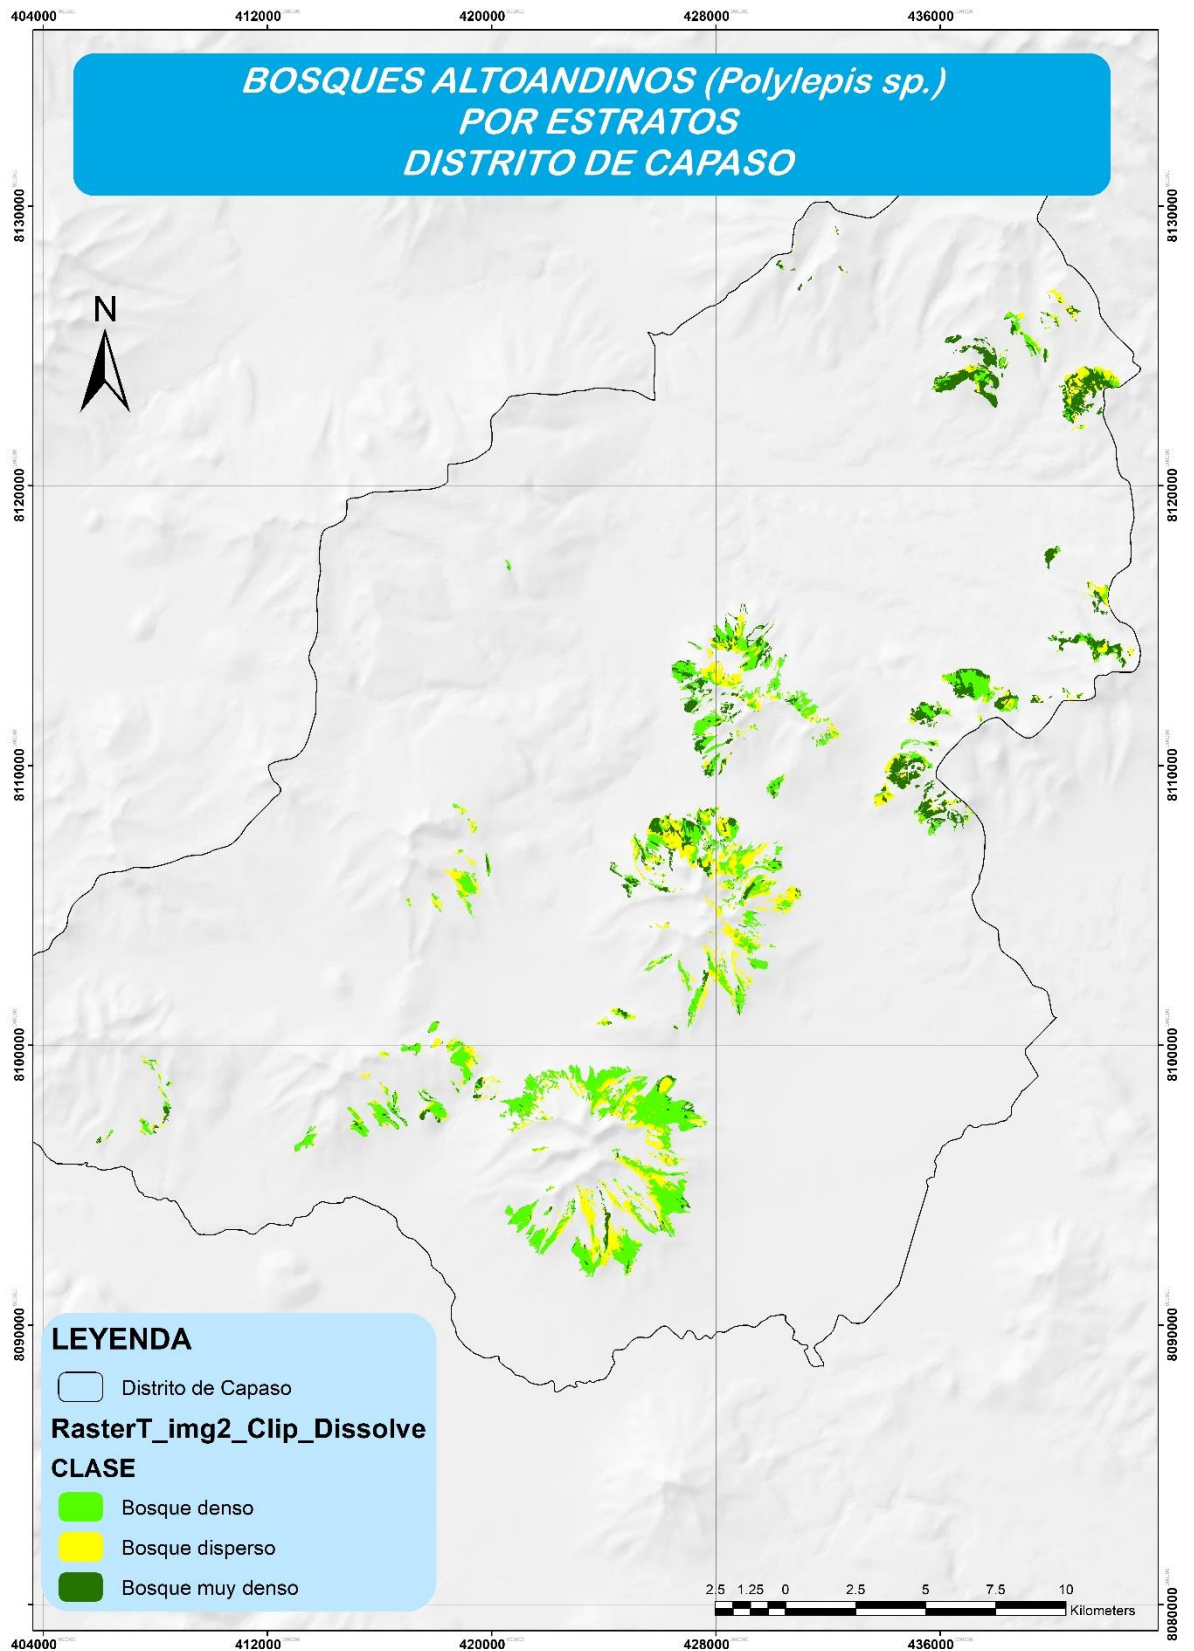 404000 412000 420000 428000 436000
BOSQUES ALTOANDINOS (Polylepis sp.)
POR ESTRATOS
DISTRITO DE CAPASO
8130000 8130000
N
8120000 8120000
8110000 8110000
8100000 8100000
8090000 8090000
LEYENDA
Distrito de Capaso
RasterT_img2_Clip_Dissolve
CLASE
Bosque denso
Bosque disperso
Bosque muy denso
2.5 1.25 0 2.5 5 7.5 10
Kilometers
8080000
404000 412000 420000 428000 436000